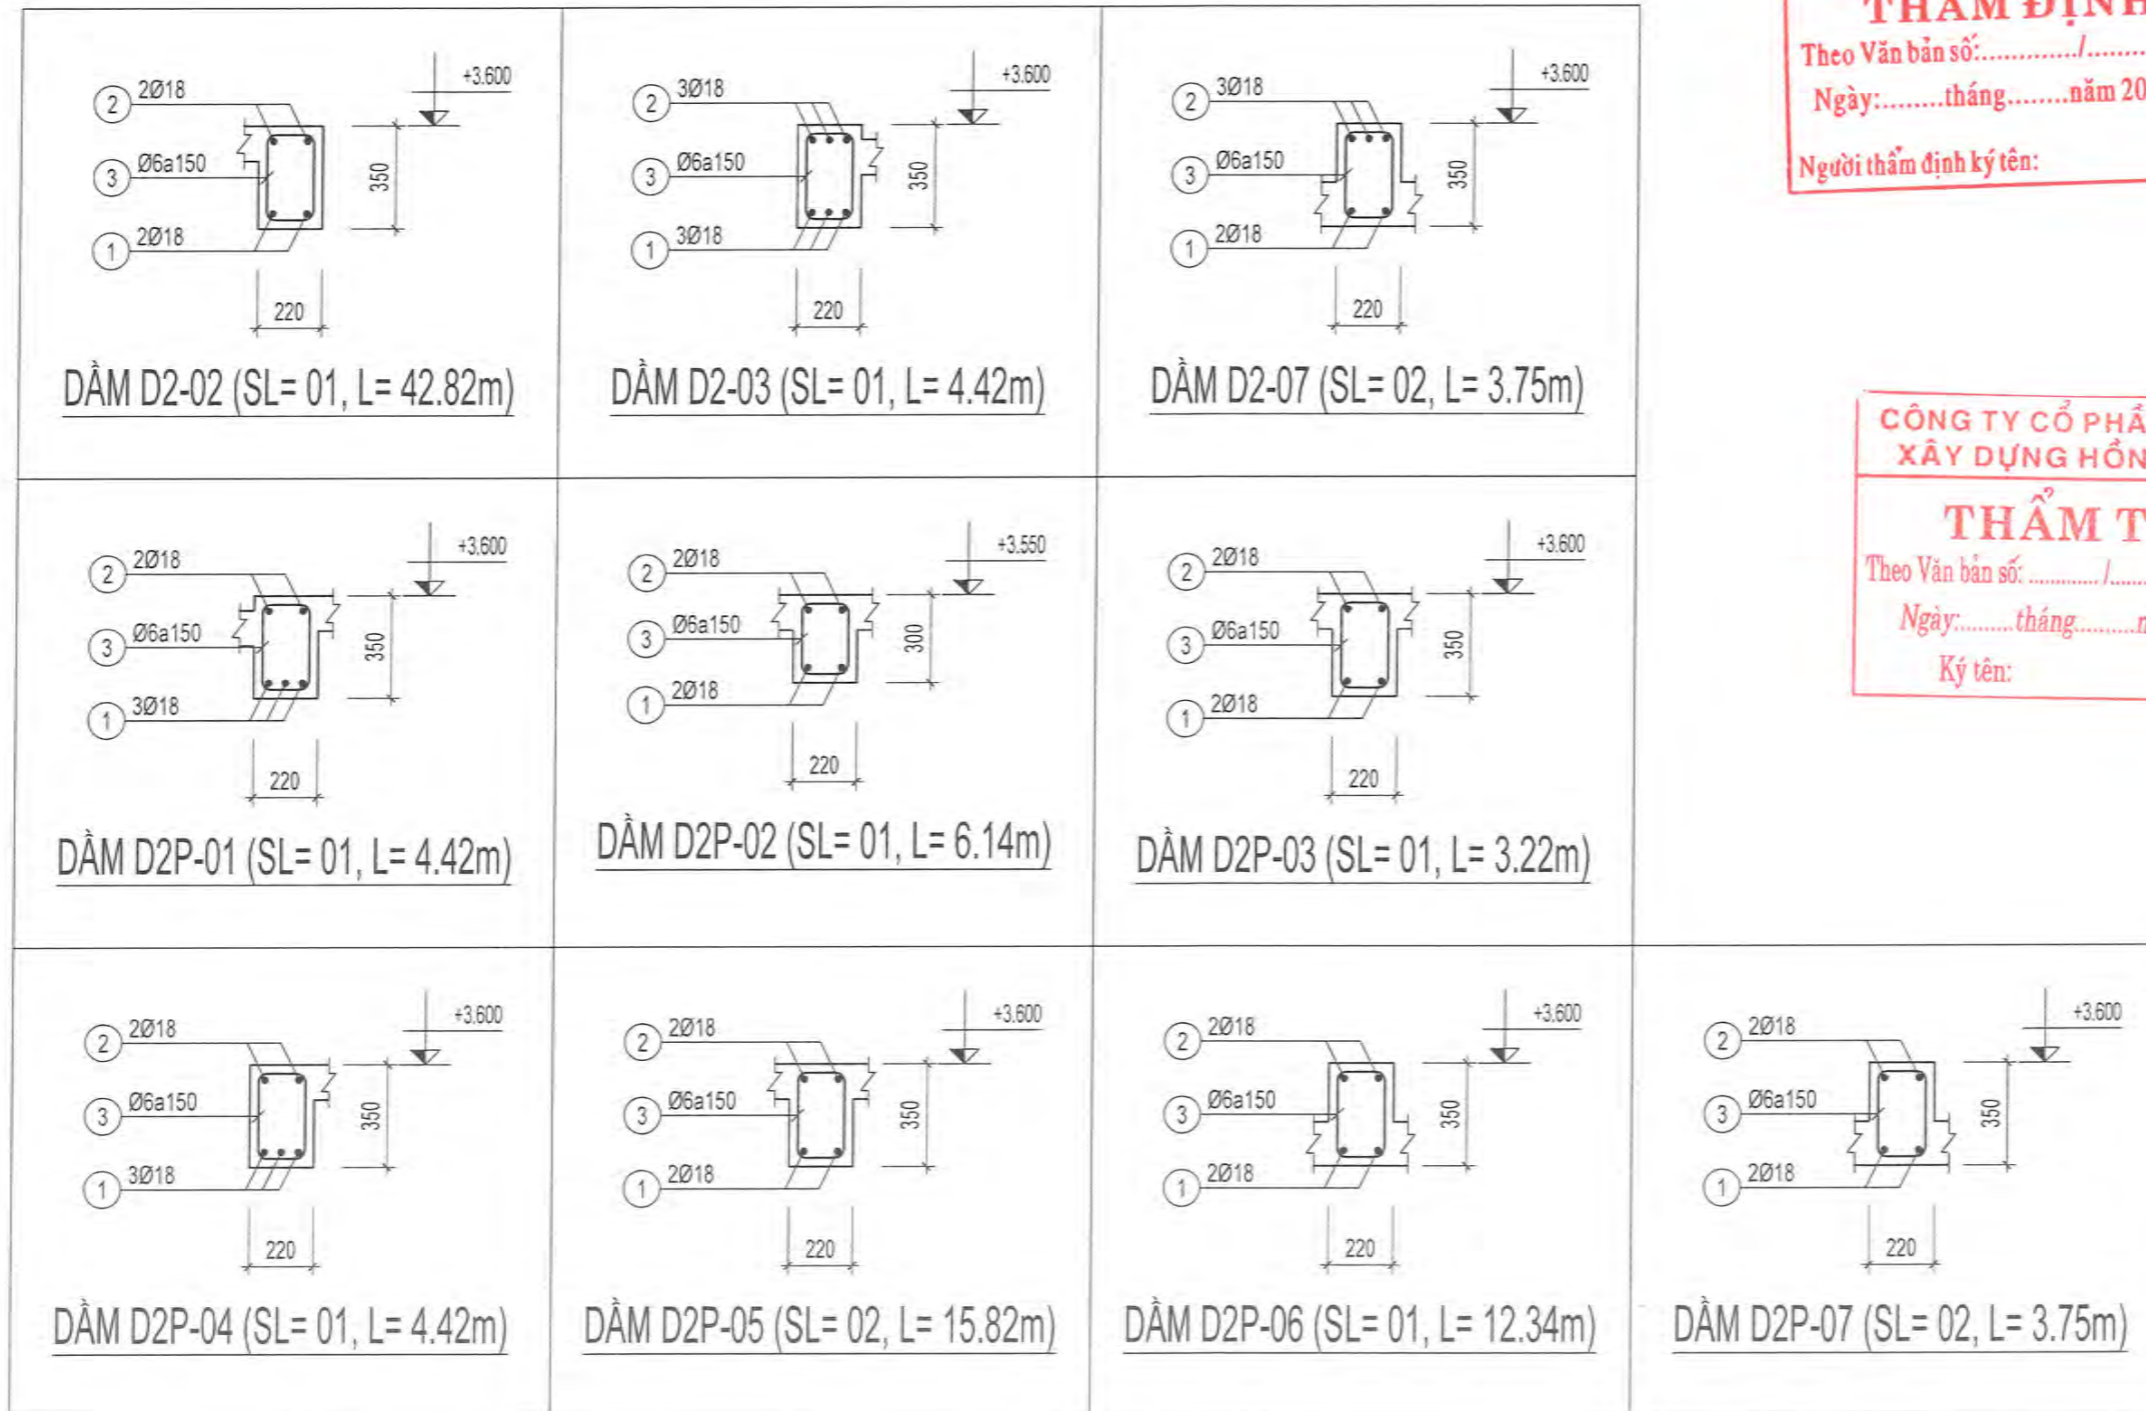 2 2Ø18 +3.600
3 Ø6a150 350
1 2Ø18
220
DẦM D2-02 (SL= 01, L= 42.82m)
2 3Ø18 +3.600
3 Ø6a150 350
1 3Ø18
220
DẦM D2-03 (SL= 01, L= 4.42m)
2 3Ø18 +3.600
3 Ø6a150 350
1 2Ø18
220
DẦM D2-07 (SL= 02, L= 3.75m)
THẨM ĐỊNH
Theo Văn bản số:............./.........
Ngày:........tháng........năm 20
Người thẩm định ký tên:
2 2Ø18 +3.600
3 Ø6a150 350
1 3Ø18
220
DẦM D2P-01 (SL= 01, L= 4.42m)
2 2Ø18 +3.550
3 Ø6a150 300
1 2Ø18
220
DẦM D2P-02 (SL= 01, L= 6.14m)
2 2Ø18 +3.600
3 Ø6a150 350
1 2Ø18
220
DẦM D2P-03 (SL= 01, L= 3.22m)
CÔNG TY CỔ PHẦ
XÂY DỰNG HỒN
THẨM T
Theo Văn bản số: ............./.........
Ngày:.........tháng..........n
Ký tên:
2 2Ø18 +3.600
3 Ø6a150 350
1 3Ø18
220
DẦM D2P-04 (SL= 01, L= 4.42m)
2 2Ø18 +3.600
3 Ø6a150 350
1 2Ø18
220
DẦM D2P-05 (SL= 02, L= 15.82m)
2 2Ø18 +3.600
3 Ø6a150 350
1 2Ø18
220
DẦM D2P-06 (SL= 01, L= 12.34m)
2 2Ø18 +3.600
3 Ø6a150 350
1 2Ø18
220
DẦM D2P-07 (SL= 02, L= 3.75m)